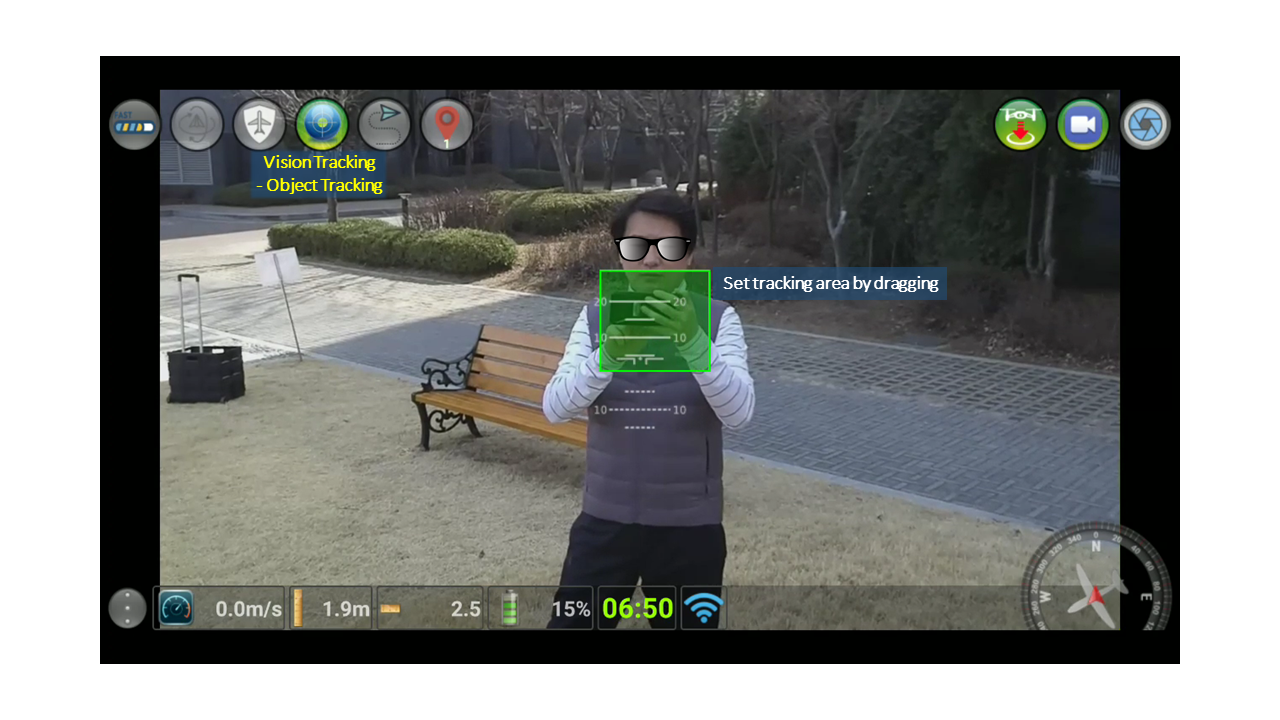 FAST
1
Vision Tracking
- Object Tracking
Set tracking area by dragging
20 20
10 10
10 10
0.0m/s 1.9m 2.5 15% 06:50
N
W E